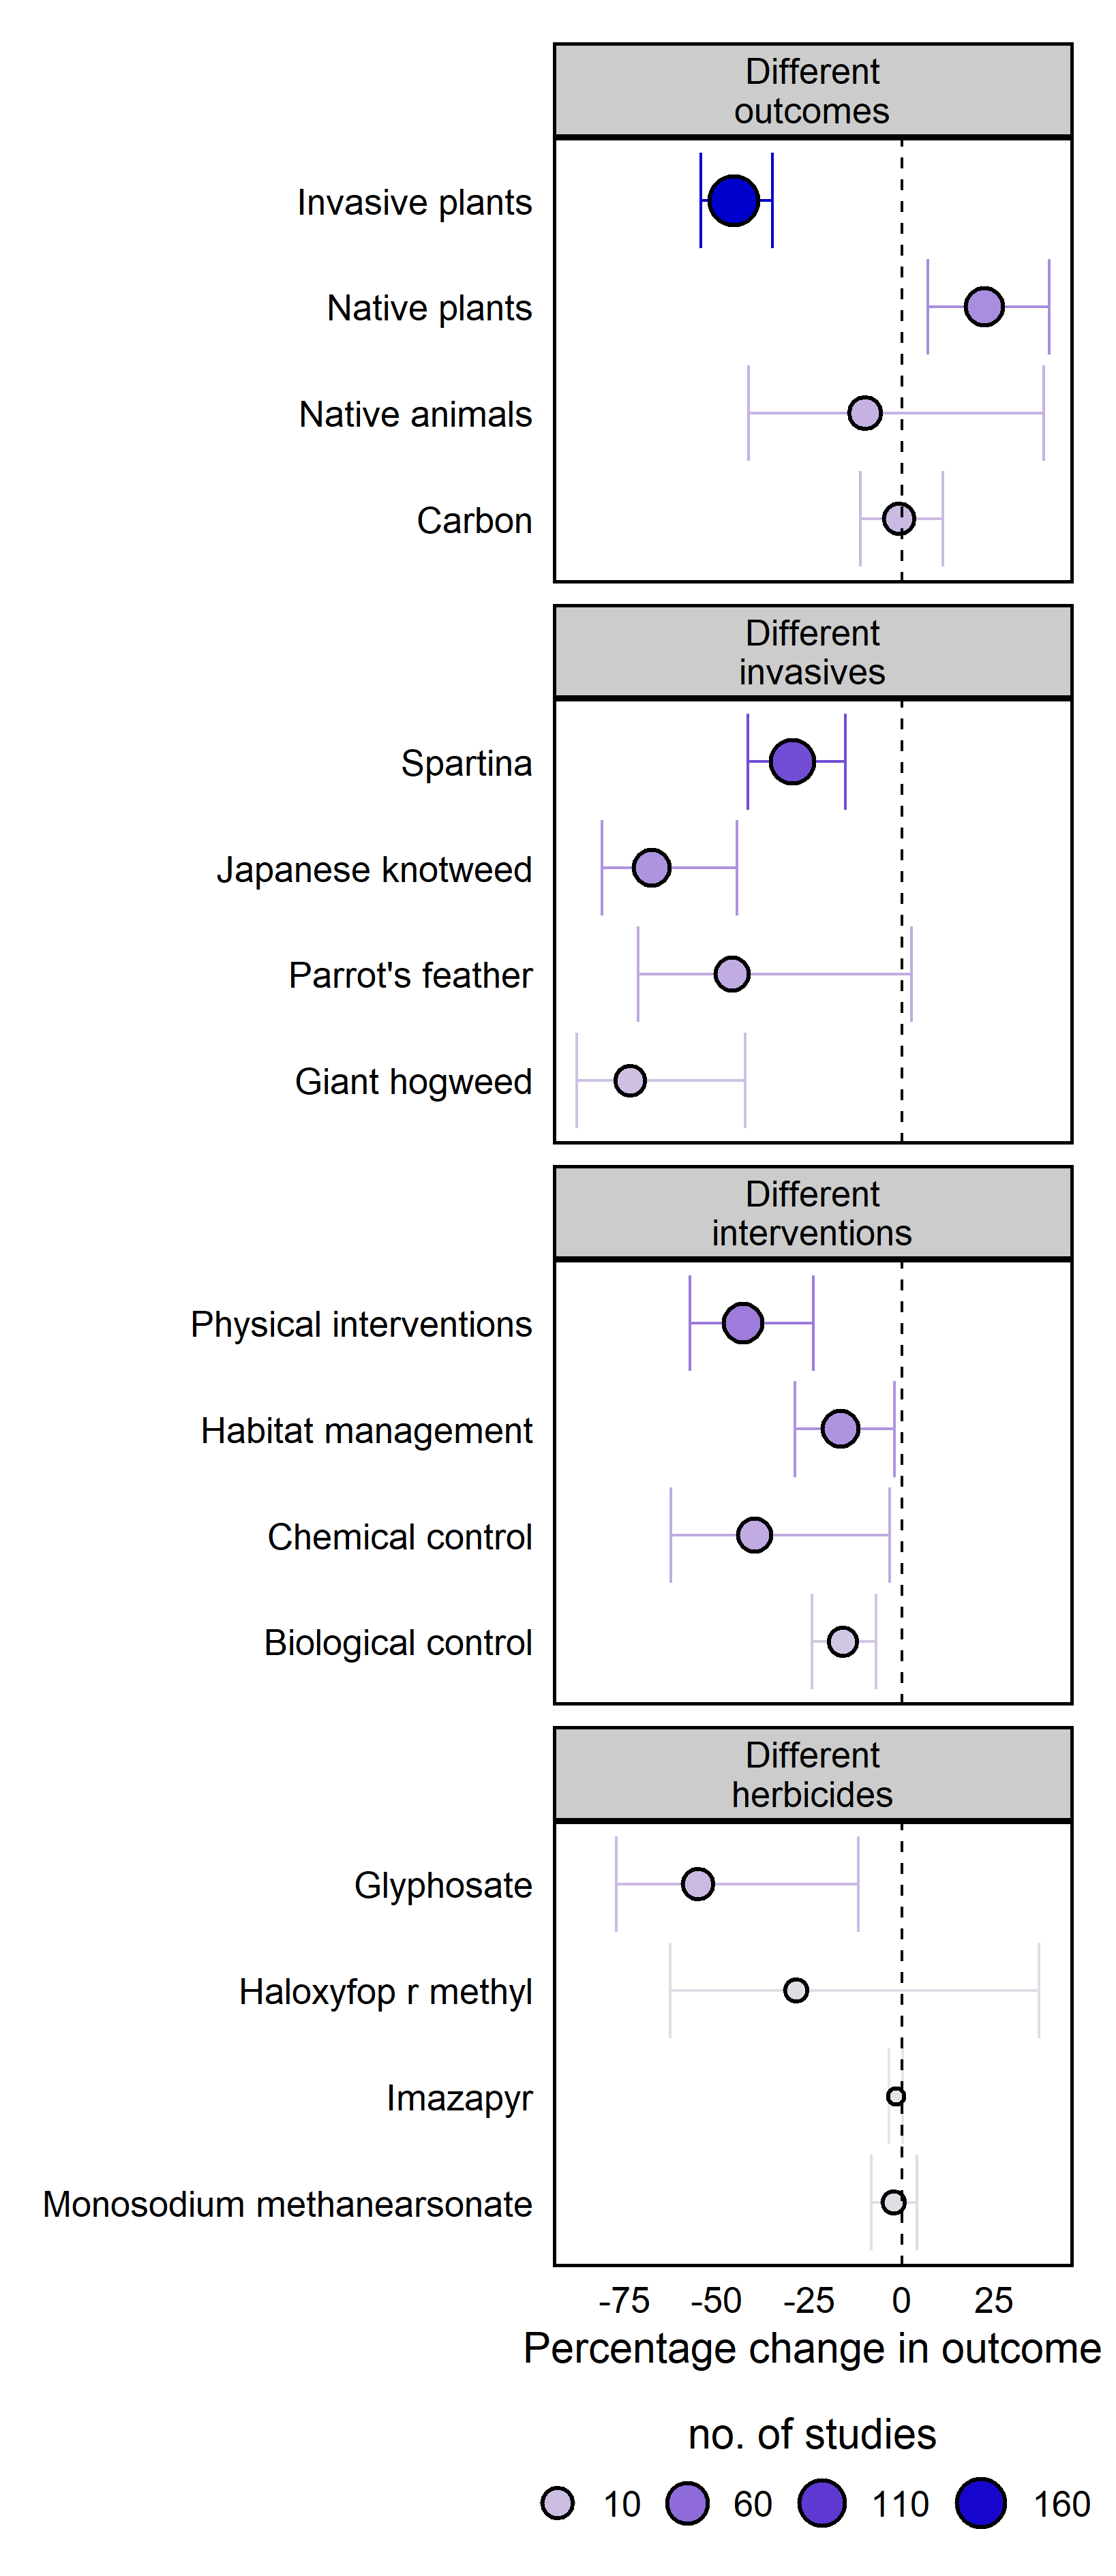 Different
outcomes
Invasive plants
Native plants
Native animals
Carbon
Different
invasives
Spartina
Japanese knotweed
Parrot's feather
Giant hogweed
Different
interventions
Physical interventions
Habitat management
Chemical control
Biological control
Different
herbicides
Glyphosate
Haloxyfop r methyl
Imazapyr
Monosodium methanearsonate
-75 -50 -25 0 25
Percentage change in outcome
no. of studies
10 60 110 160